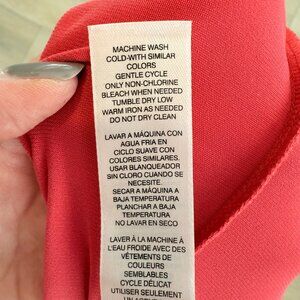 MACHINE WASH
COLD-WITH SIMILAR
COLORS
GENTLE CYCLE
ONLY NON-CHLORINE
BLEACH WHEN NEEDED
TUMBLE DRY LOW
WARM IRON AS NEEDED
DO NOT DRY CLEAN
LAVAR A MÁQUINA CON
AGUA FRIA EN
CICLO SUAVE CON
COLORES SIMILARES,
USAR BLANQUEADOR
SIN CLORO CUANDO SE
NECESITE.
SECAR A MÁQUINA A
BAJA TEMPERATURA
PLANCHAR A BAJA
TEMPERATURA
NO LAVAR EN SECO
LAVER À LA MACHINE À
L'EAU FROIDE AVEC DES
VÊTEMENTS DE
COULEURS
SEMBLABLES
CYCLE DÉLICAT
UTILISER SEULEMENT